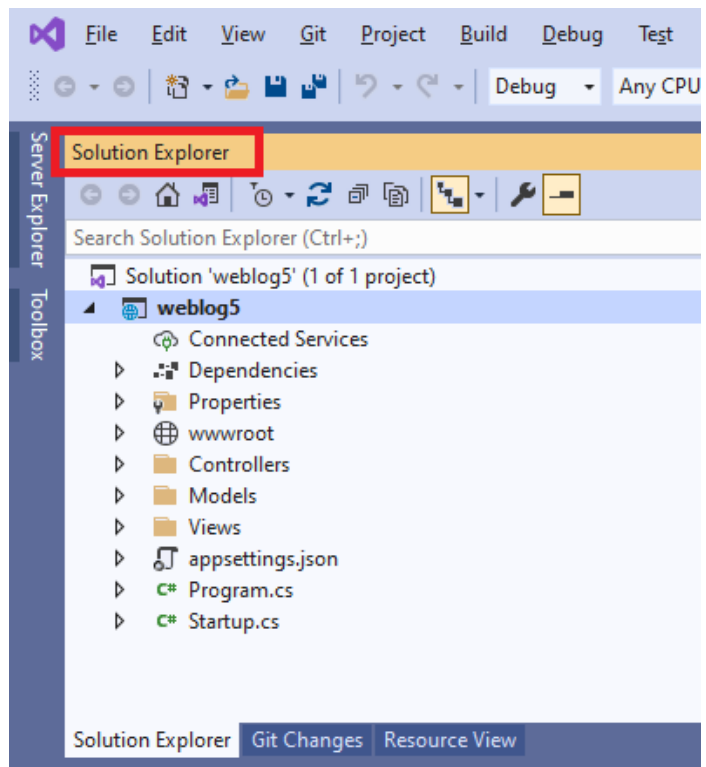 File Edit View Git Project Build Debug Test
Debug Any CPU
Server Explorer
Toolbox
Solution Explorer
Search Solution Explorer (Ctrl+;)
Solution 'weblog5' (1 of 1 project)
weblog5
Connected Services
Dependencies
Properties
wwwroot
Controllers
Models
Views
appsettings.json
C# Program.cs
C# Startup.cs
Solution Explorer Git Changes Resource View